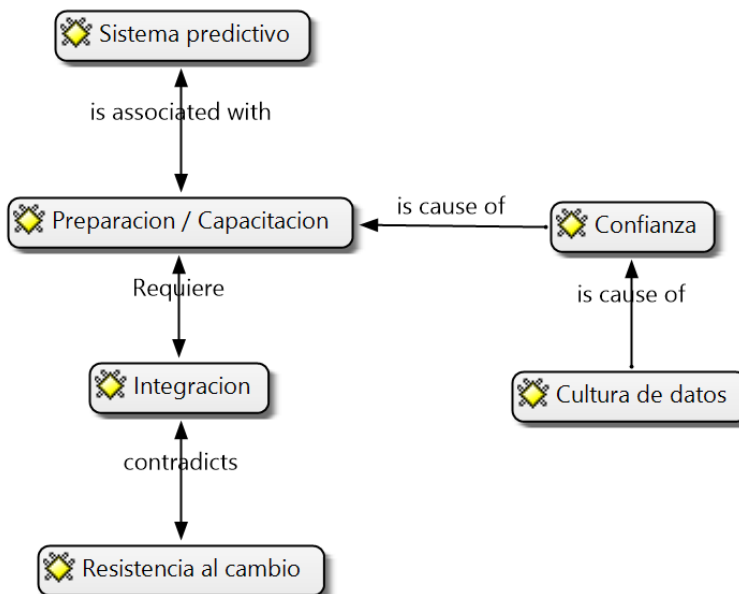 Sistema predictivo
is associated with
Preparacion / Capacitacion
is cause of
Confianza
Requiere
is cause of
Integracion
Cultura de datos
contradicts
Resistencia al cambio